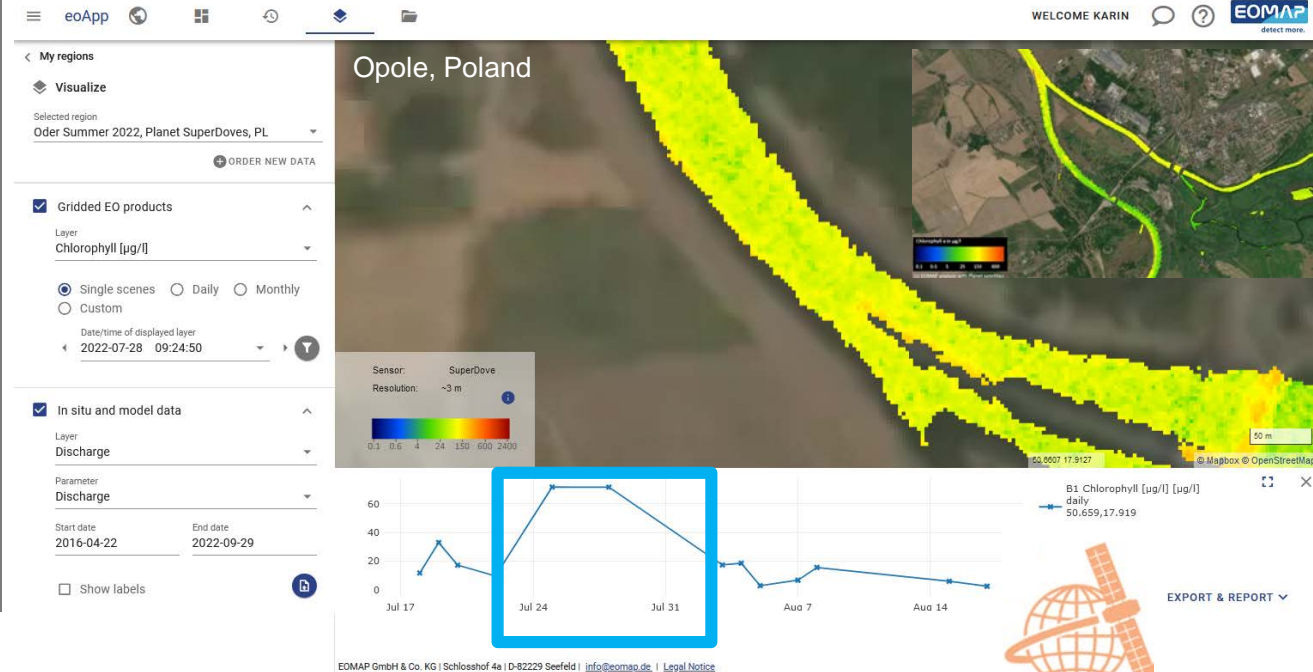 eoApp
WELCOME KARIN
EOMAP
detect more.
My regions
Visualize
Selected region
Oder Summer 2022, Planet SuperDoves, PL
ORDER NEW DATA
Gridded EO products
Layer
Chlorophyll [µg/l]
Single scenes Daily Monthly
Custom
Date/time of displayed layer
2022-07-28 09:24:50
In situ and model data
Layer
Discharge
Parameter
Discharge
Start date End date
2016-04-22 2022-09-29
Show labels
Opole, Poland
Sensor: SuperDove
Resolution: ~3 m
0.1 0.6 4 24 150 600 2400
50 m
50.6607 17.9127
© Mapbox © OpenStreetMap
60
40
20
0
Jul 17 Jul 24 Jul 31 Aug 7 Aug 14
B1 Chlorophyll [µg/l] [µg/l]
daily
50.659,17.919
EXPORT & REPORT
EOMAP GmbH & Co. KG | Schlosshof 4a | D-82229 Seefeld | info@eomap.de | Legal Notice